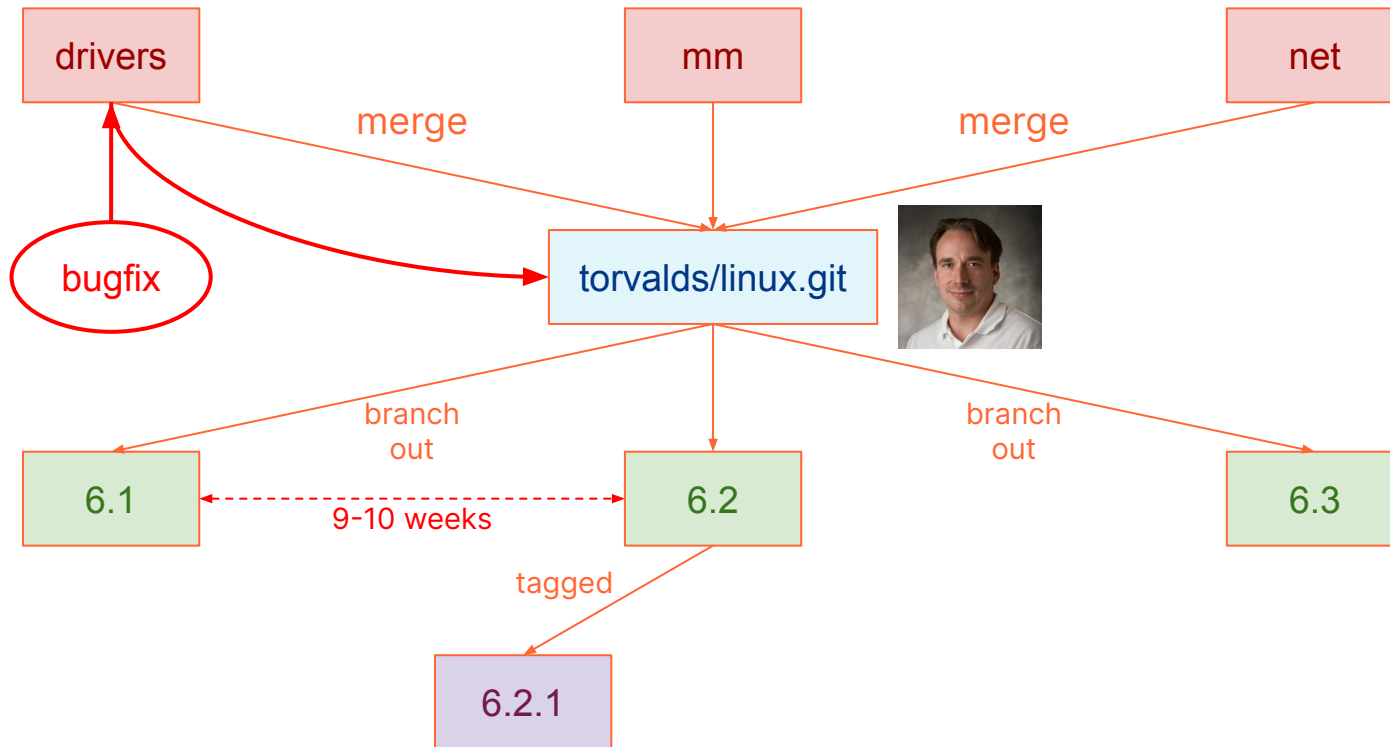 drivers
mm
net
merge
merge
bugfix
torvalds/linux.git
branch
out
branch
out
6.1
6.2
6.3
9-10 weeks
tagged
6.2.1